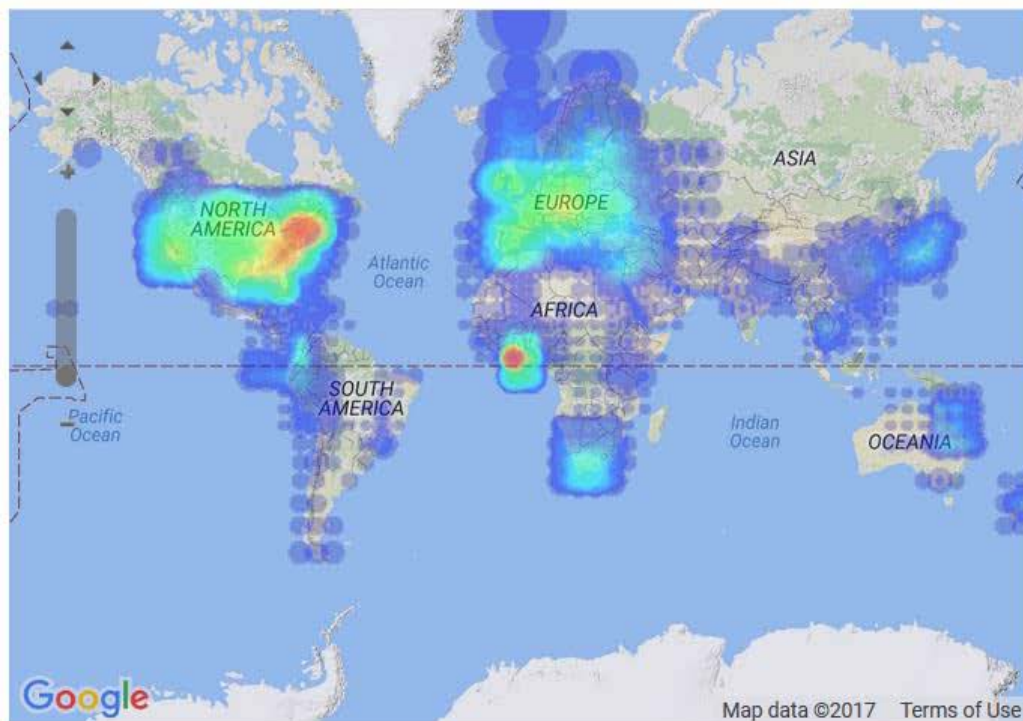 ASIA
NORTH
AMERICA
EUROPE
Atlantic
Ocean
AFRICA
SOUTH
AMERICA
Pacific
Ocean
Indian
Ocean
OCEANIA
Google
Map data ©2017 Terms of Use